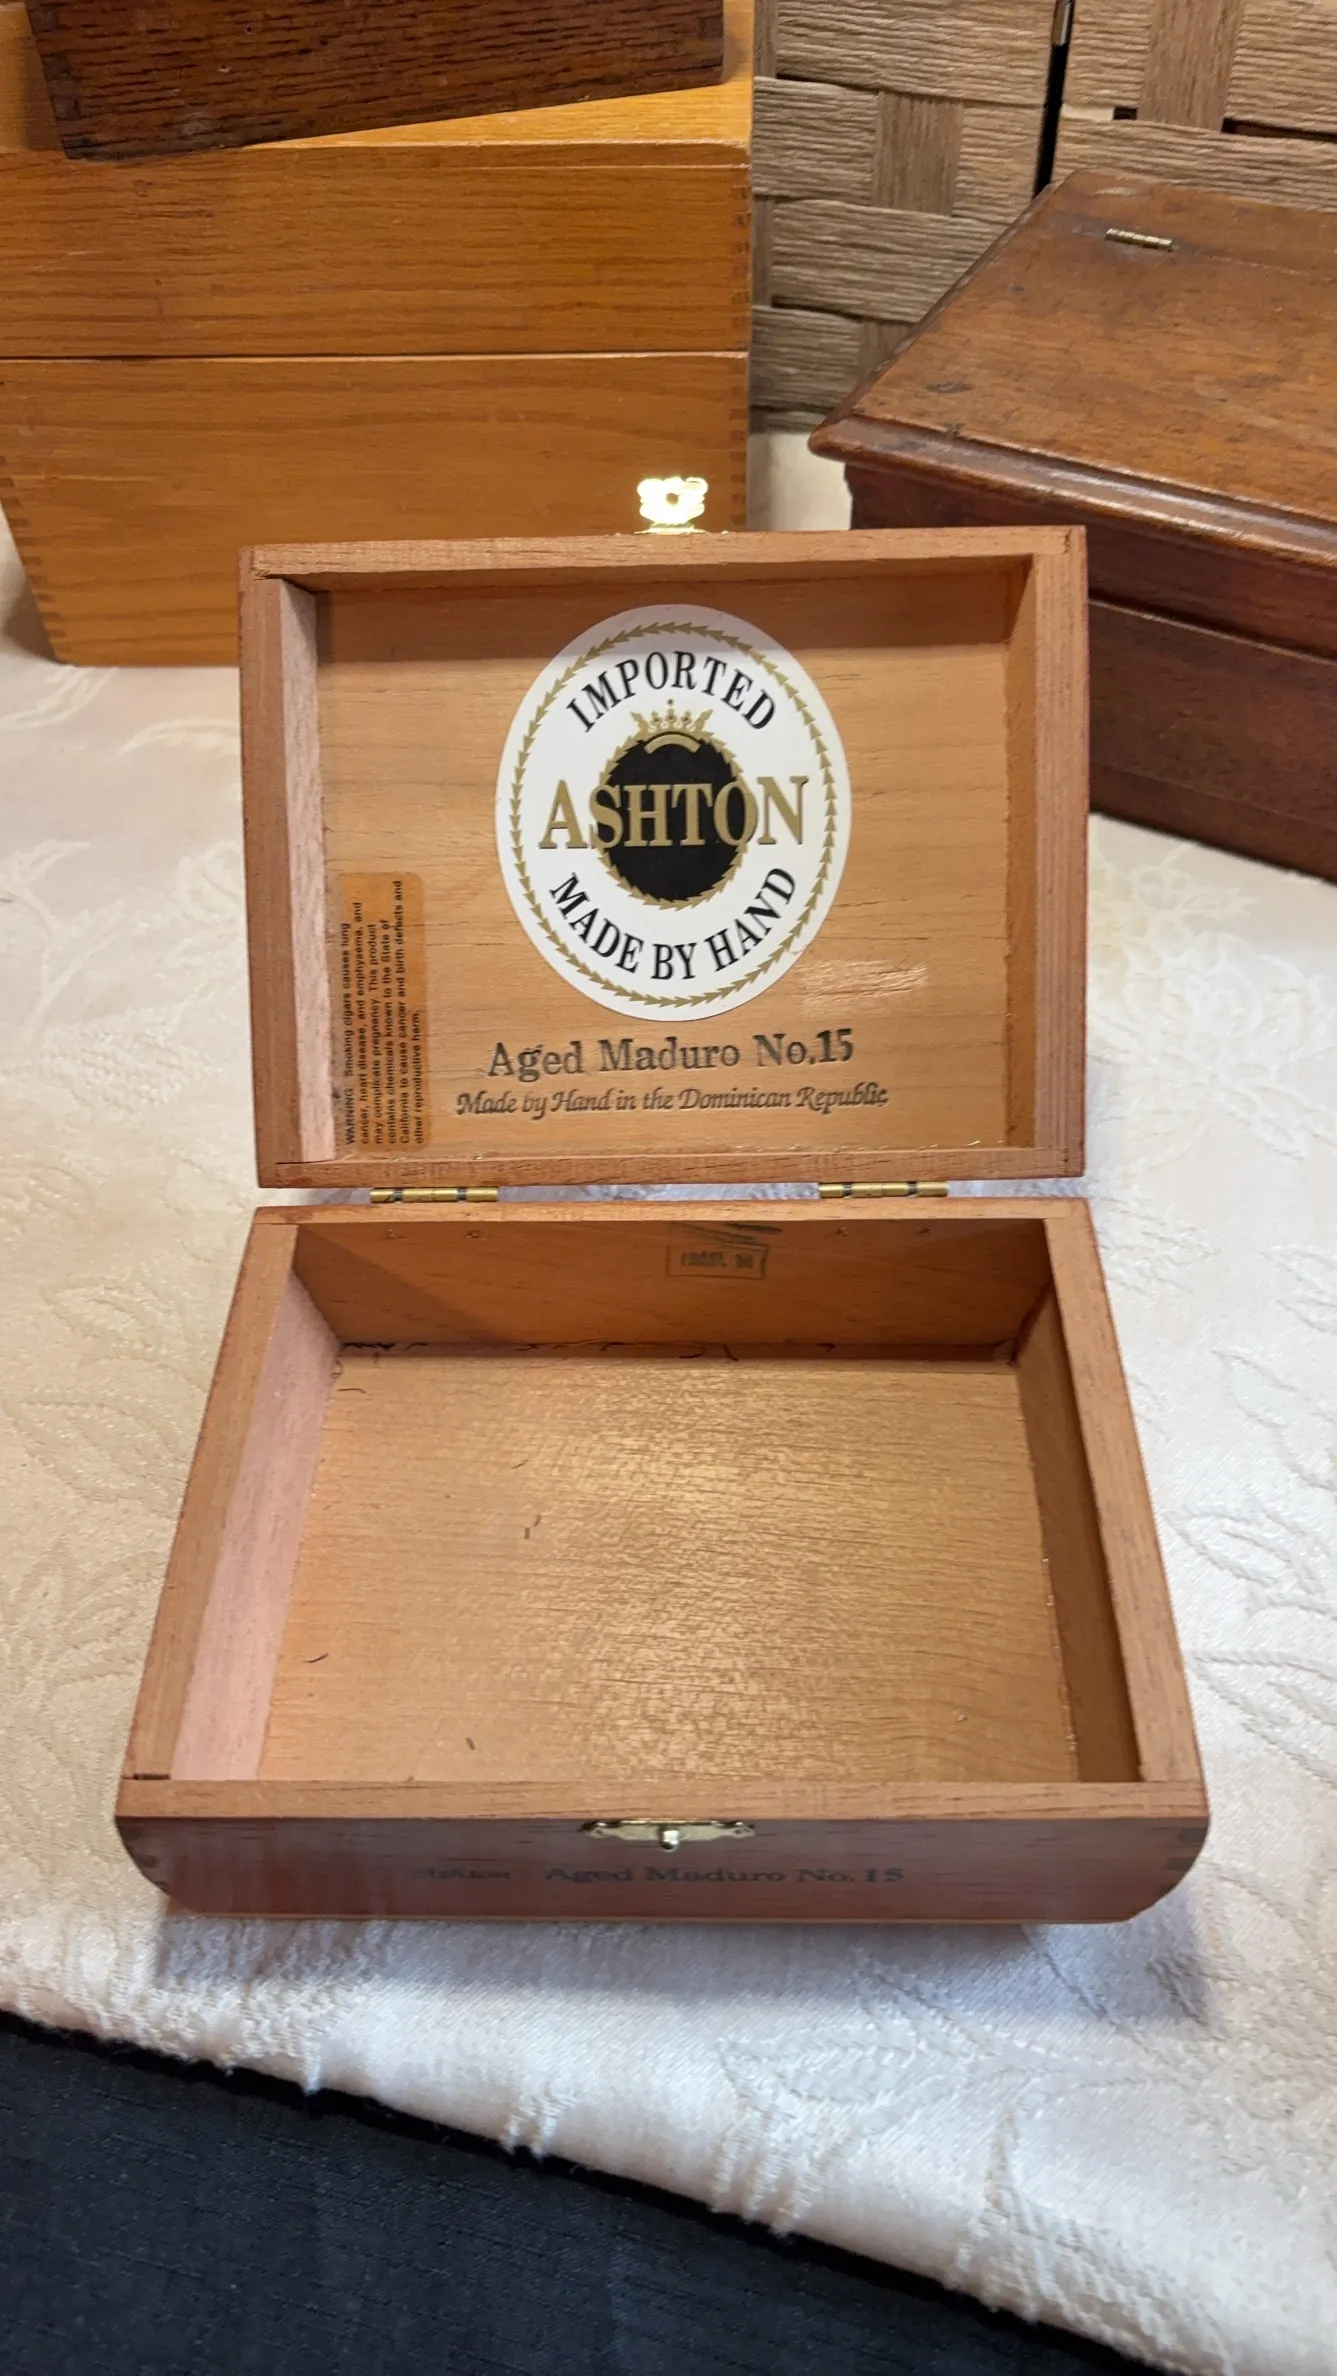 IMPORTED
ASHTON
MADE BY HAND
Aged Maduro No.15
Made by Hand in the Dominican Republic
WARNING: Smoking cigars causes lung
cancer, heart disease, and emphysema, and
may complicate pregnancy. This product
contains chemicals known to the State of
California to cause cancer and birth defects and
other reproductive harm.
Ashton Aged Maduro No. 15